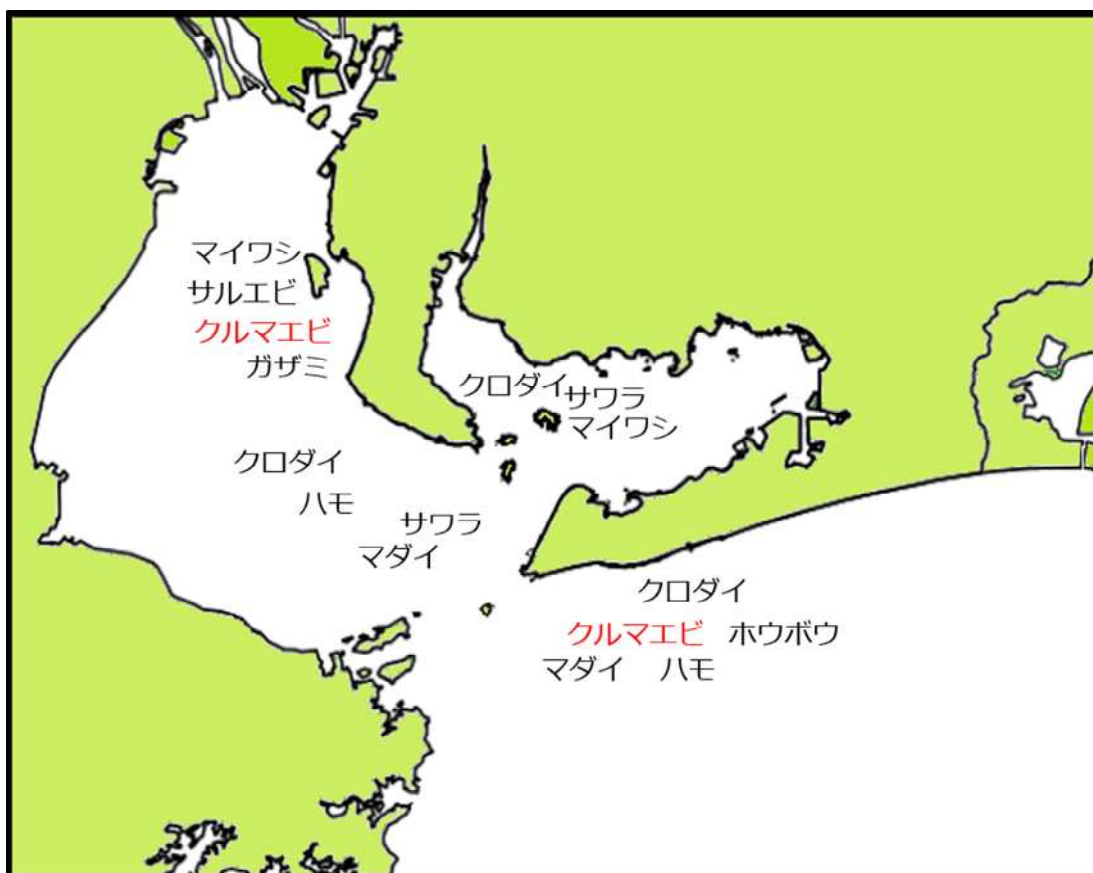 マイワシ
サルエビ
クルマエビ
ガザミ
クロダイ
サワラ
マイワシ
クロダイ
ハモ
サワラ
マダイ
クロダイ
クルマエビ ホウボウ
マダイ ハモ